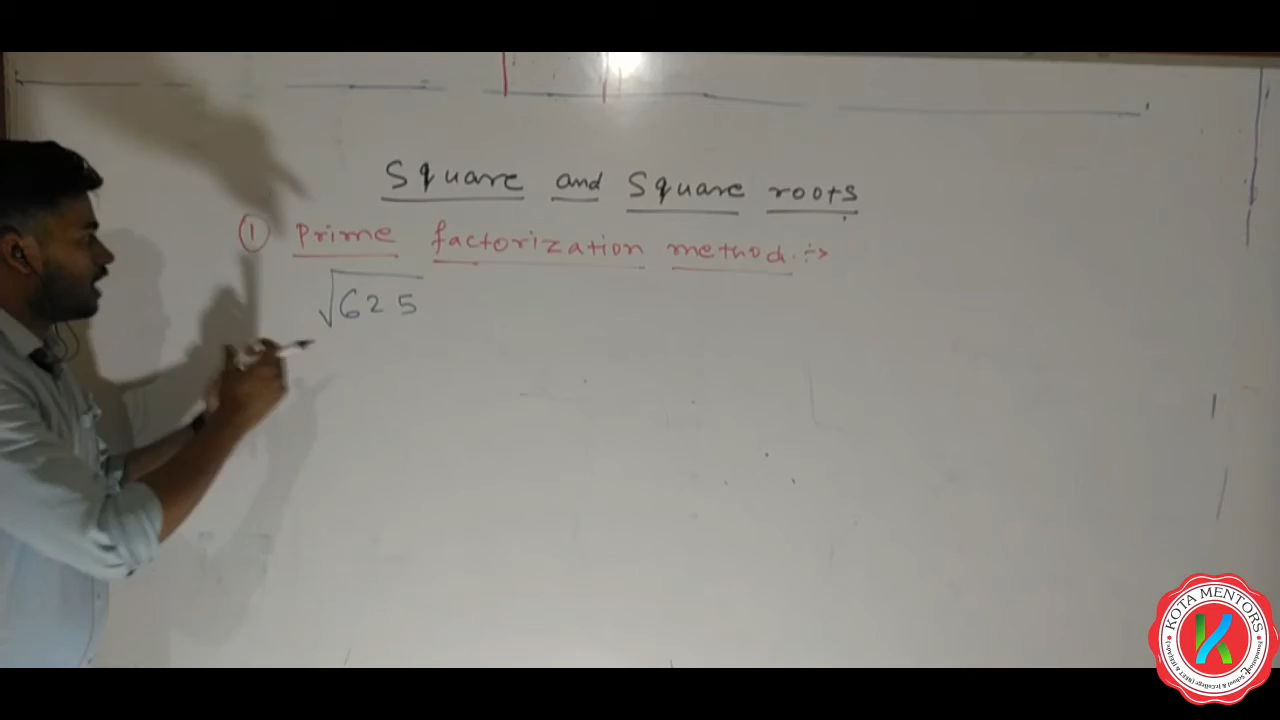 Square and Square roots
① Prime factorization method :->
√625
KOTA MENTORS
K